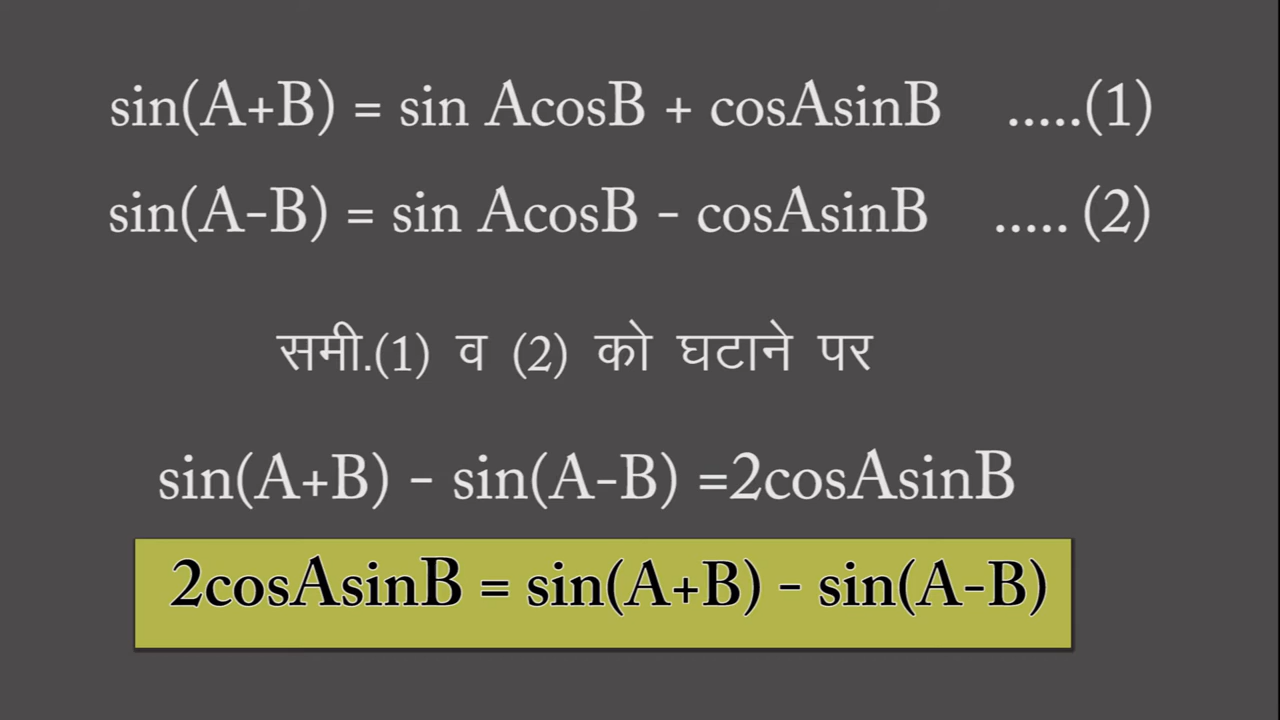 sin(A+B) = sin AcosB + cosAsinB .....(1)
sin(A-B) = sin AcosB - cosAsinB ..... (2)
समी.(1) व (2) को घटाने पर
sin(A+B) - sin(A-B) =2cosAsinB
2cosAsinB = sin(A+B) - sin(A-B)